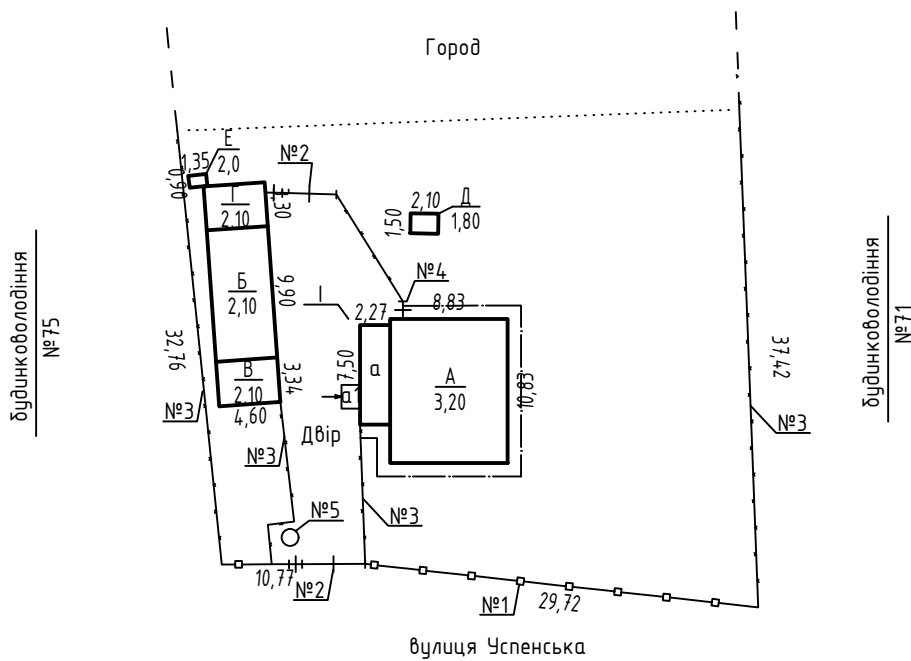 Город
Е
1,35
2,0
0,90
№2
Г
2.10
3,30
2,10
Д
1,50
1,80
будинковолодіння
№75
Б
2,10
9,90
І
№4
8,83
2,27
будинковолодіння
№71
32,76
37,42
7,50
а
А
3,20
10,83
В
2.10
3,34
а¹
4,60
№3
Двір
№3
№3
№3
№5
10,77
№2
№1
29,72
вулиця Успенська